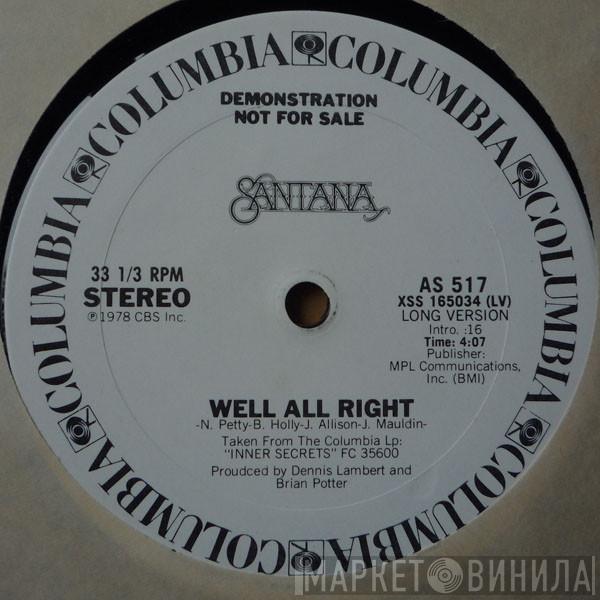 COLUMBIA COLUMBIA COLUMBIA COLUMBIA COLUMBIA COLUMBIA COLUMBIA
DEMONSTRATION
NOT FOR SALE
SANTANA
33 1/3 RPM
STEREO
℗1978 CBS Inc.
AS 517
XSS 165034 (LV)
LONG VERSION
Intro. :16
Time: 4:07
Publisher:
MPL Communications,
Inc. (BMI)
WELL ALL RIGHT
-N. Petty-B. Holly-J. Allison-J. Mauldin-
Taken From The Columbia Lp:
"INNER SECRETS" FC 35600
Proudced by Dennis Lambert and
Brian Potter
МАРКЕТ ВИНИЛА